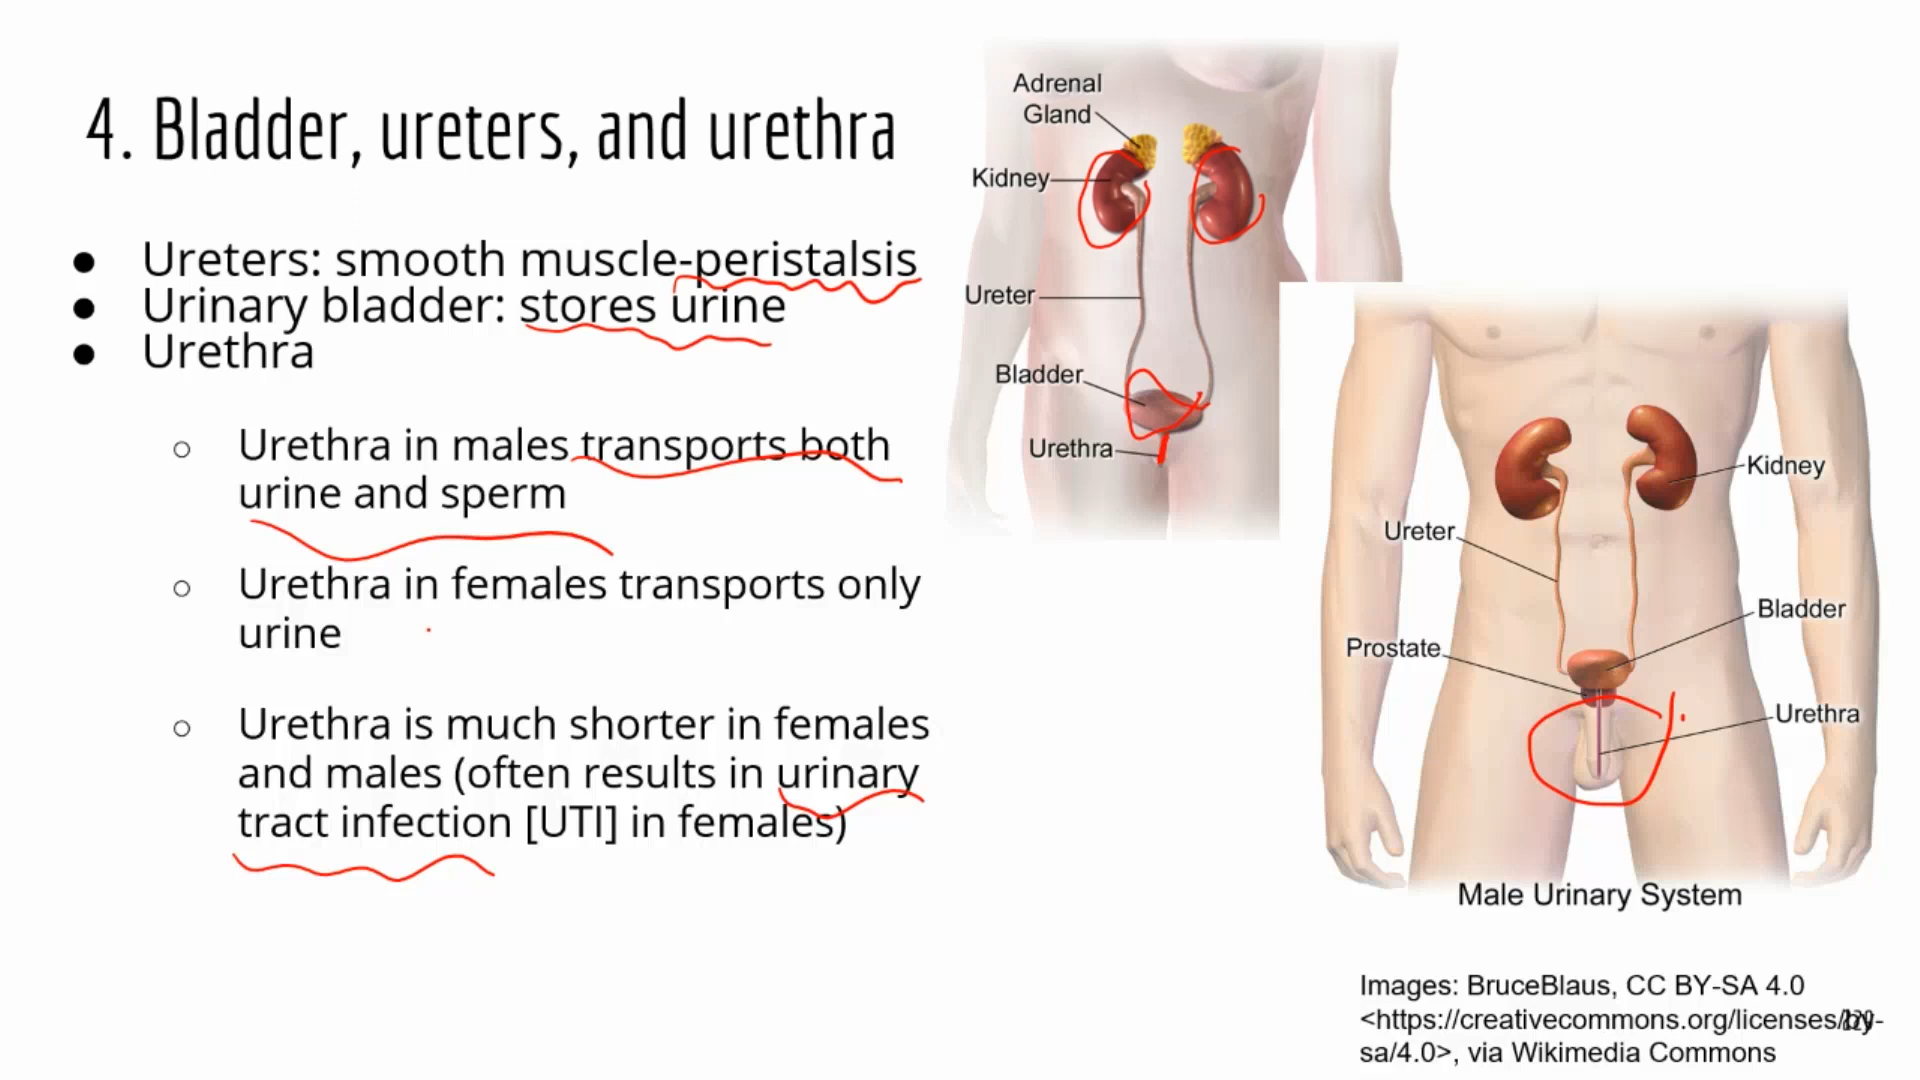 4. Bladder, ureters, and urethra
● Ureters: smooth muscle-peristalsis
● Urinary bladder: stores urine
● Urethra
○ Urethra in males transports both
urine and sperm
○ Urethra in females transports only
urine
○ Urethra is much shorter in females
and males (often results in urinary
tract infection [UTI] in females)
Adrenal
Gland
Kidney
Ureter
Bladder
Urethra
Kidney
Ureter
Bladder
Prostate
Urethra
Male Urinary System
Images: BruceBlaus, CC BY-SA 4.0
<https://creativecommons.org/licenses/by-
sa/4.0>, via Wikimedia Commons